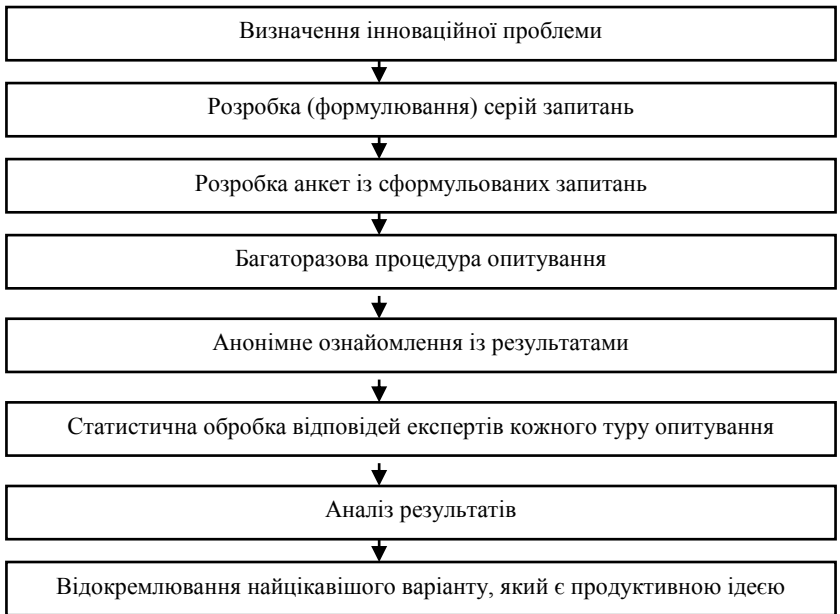 Визначення інноваційної проблеми
Розробка (формулювання) серій запитань
Розробка анкет із сформульованих запитань
Багаторазова процедура опитування
Анонімне ознайомлення із результатами
Статистична обробка відповідей експертів кожного туру опитування
Аналіз результатів
Відокремлювання найцікавішого варіанту, який є продуктивною ідеєю